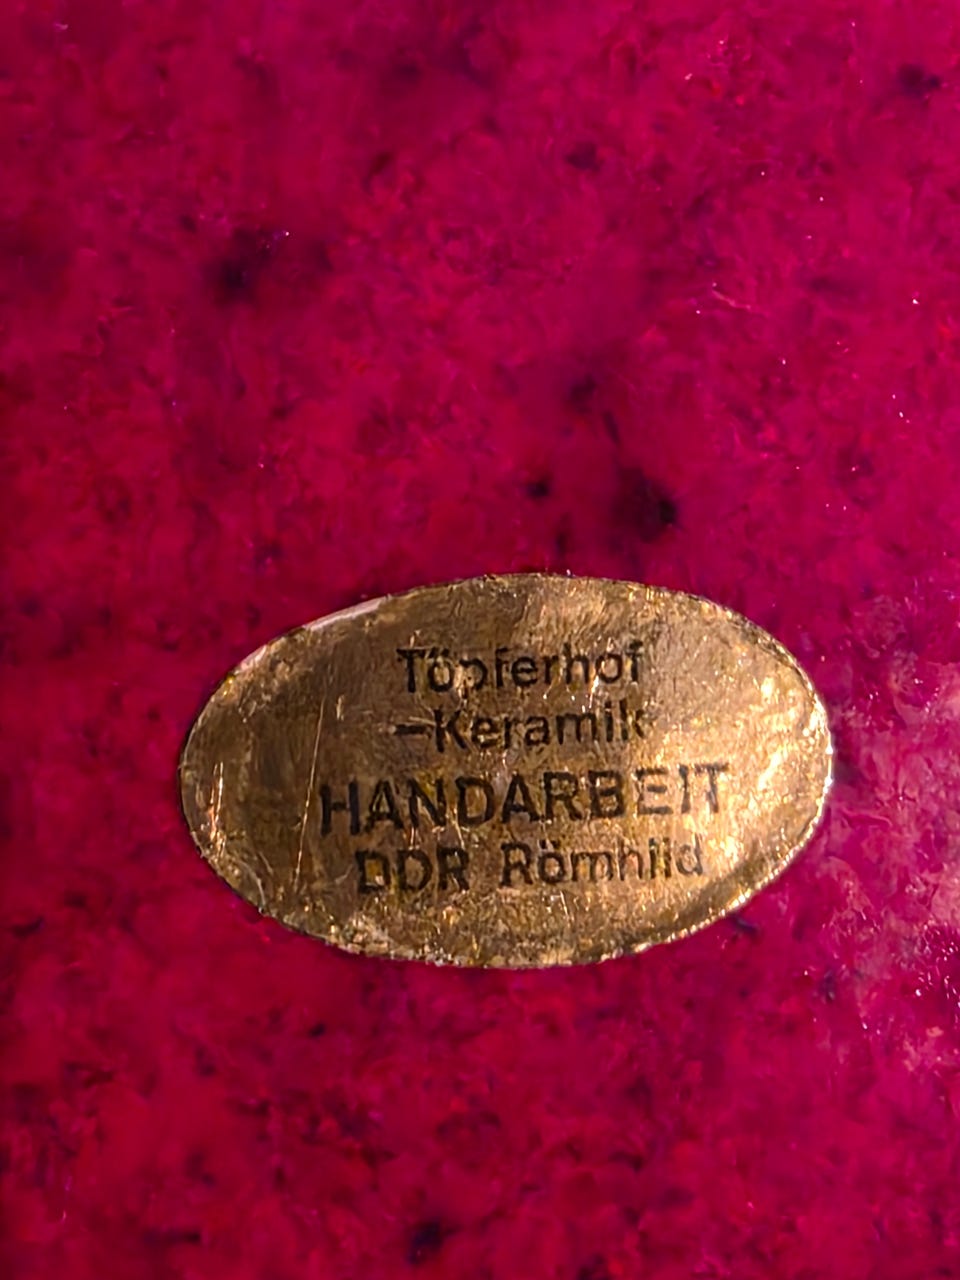 Töpferhof
-Keramik
HANDARBEIT
DDR Römhild